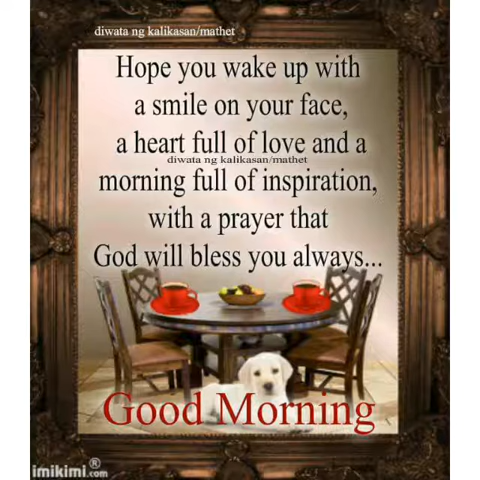 diwata ng kalikasan/mathet
Hope you wake up with
a smile on your face,
a heart full of love and a
diwata ng kalikasan/mathet
morning full of inspiration,
with a prayer that
God will bless you always...
Good Morning
imikimi.com®